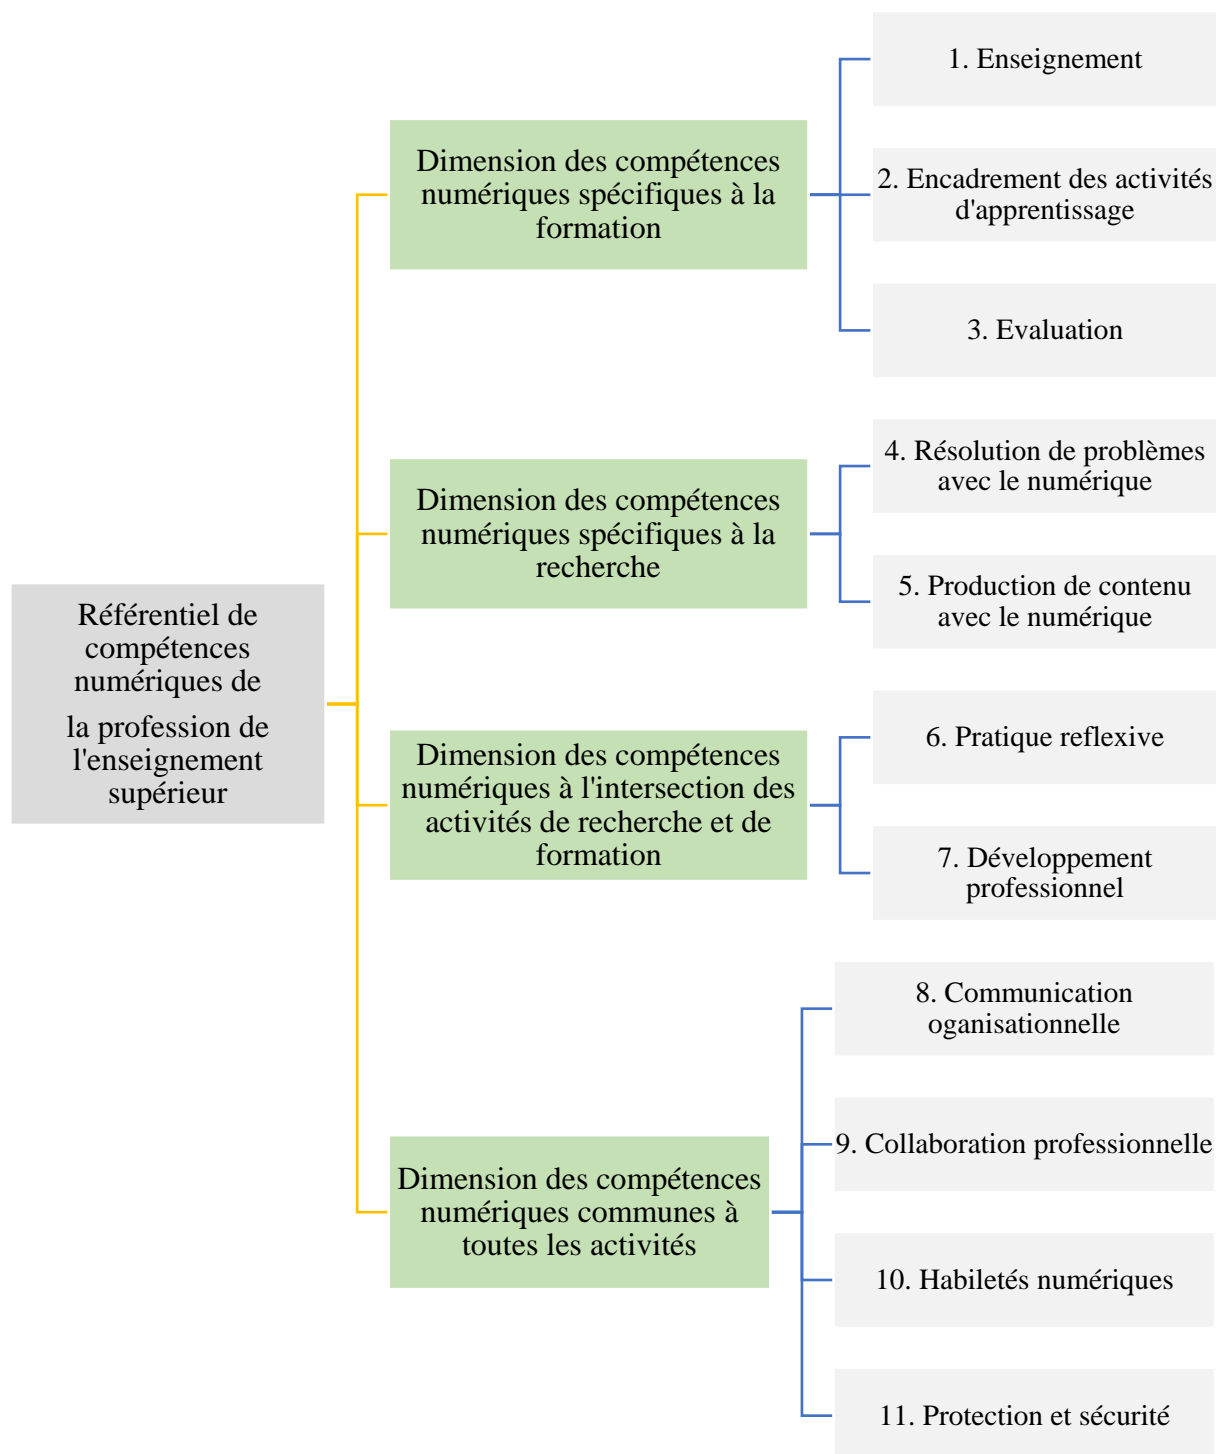 Référentiel de
compétences
numériques de
la profession de
l'enseignement
supérieur
Dimension des compétences
numériques spécifiques à la
formation
1. Enseignement
2. Encadrement des activités
d'apprentissage
3. Evaluation
Dimension des compétences
numériques spécifiques à la
recherche
4. Résolution de problèmes
avec le numérique
5. Production de contenu
avec le numérique
Dimension des compétences
numériques à l'intersection des
activités de recherche et de
formation
6. Pratique reflexive
7. Développement
professionnel
Dimension des compétences
numériques communes à
toutes les activités
8. Communication
oganisationnelle
9. Collaboration professionnelle
10. Habiletés numériques
11. Protection et sécurité